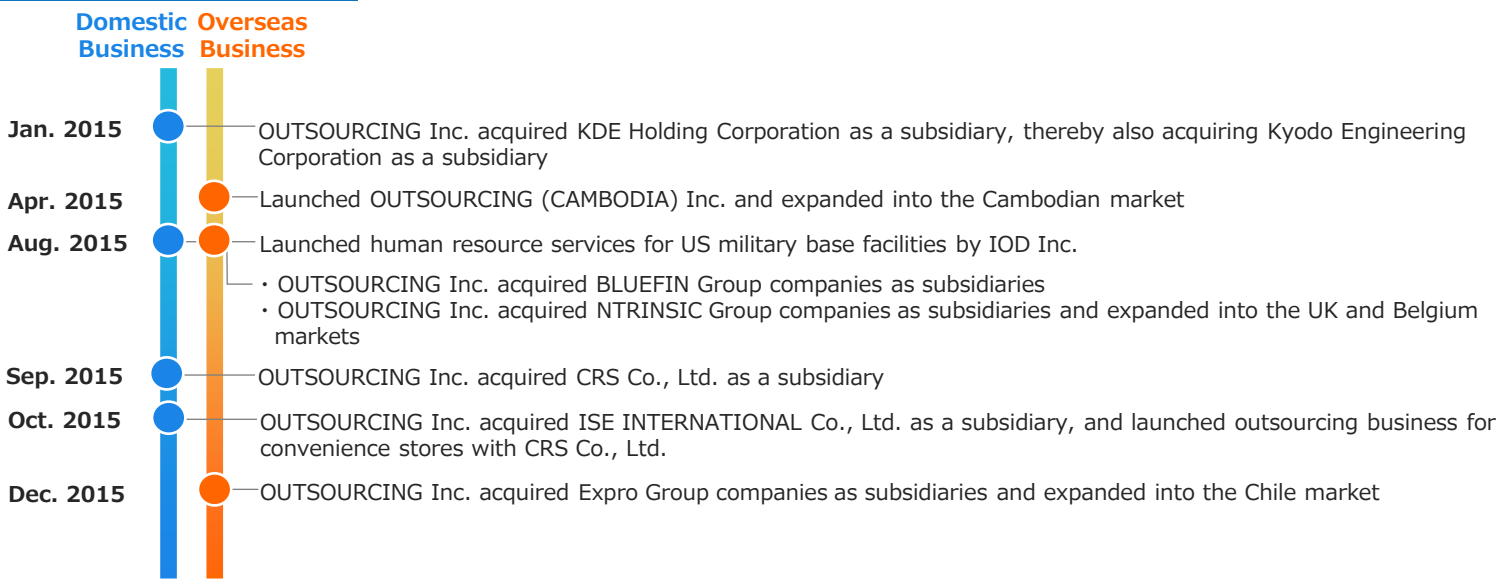 Domestic Overseas
Business Business
Jan. 2015 OUTSOURCING Inc. acquired KDE Holding Corporation as a subsidiary, thereby also acquiring Kyodo Engineering
Corporation as a subsidiary
Apr. 2015 Launched OUTSOURCING (CAMBODIA) Inc. and expanded into the Cambodian market
Aug. 2015 Launched human resource services for US military base facilities by IOD Inc.
・OUTSOURCING Inc. acquired BLUEFIN Group companies as subsidiaries
・OUTSOURCING Inc. acquired NTRINSIC Group companies as subsidiaries and expanded into the UK and Belgium
markets
Sep. 2015 OUTSOURCING Inc. acquired CRS Co., Ltd. as a subsidiary
Oct. 2015 OUTSOURCING Inc. acquired ISE INTERNATIONAL Co., Ltd. as a subsidiary, and launched outsourcing business for
convenience stores with CRS Co., Ltd.
Dec. 2015 OUTSOURCING Inc. acquired Expro Group companies as subsidiaries and expanded into the Chile market